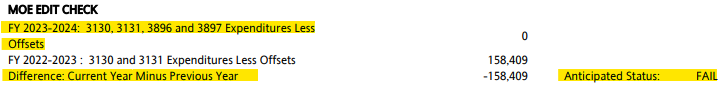 MOE EDIT CHECK
FY 2023-2024:  3130, 3131, 3896 and 3897 Expenditures Less
Offsets
0
FY 2022-2023 :  3130 and 3131 Expenditures Less Offsets 158,409
Difference: Current Year Minus Previous Year -158,409 Anticipated Status: FAIL